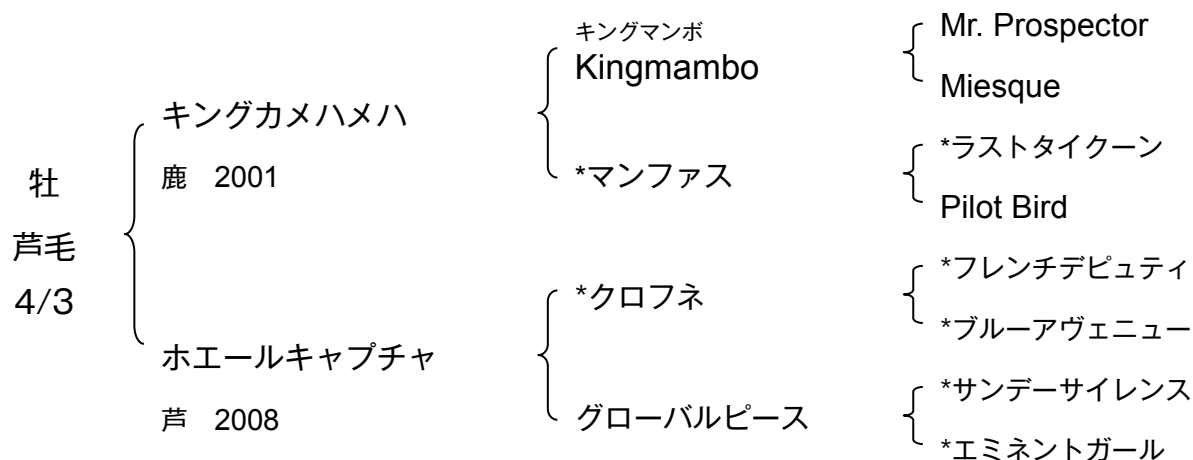 牡
芦毛
4/3
キングカメハメハ
鹿 2001
ホエールキャプチャ
芦 2008
キングマンボ
Kingmambo
*マンファス
*クロフネ
グローバルピース
Mr. Prospector
Miesque
*ラストタイクーン
Pilot Bird
*フレンチデピュティ
*ブルーアヴェニュー
*サンデーサイレンス
*エミネントガール